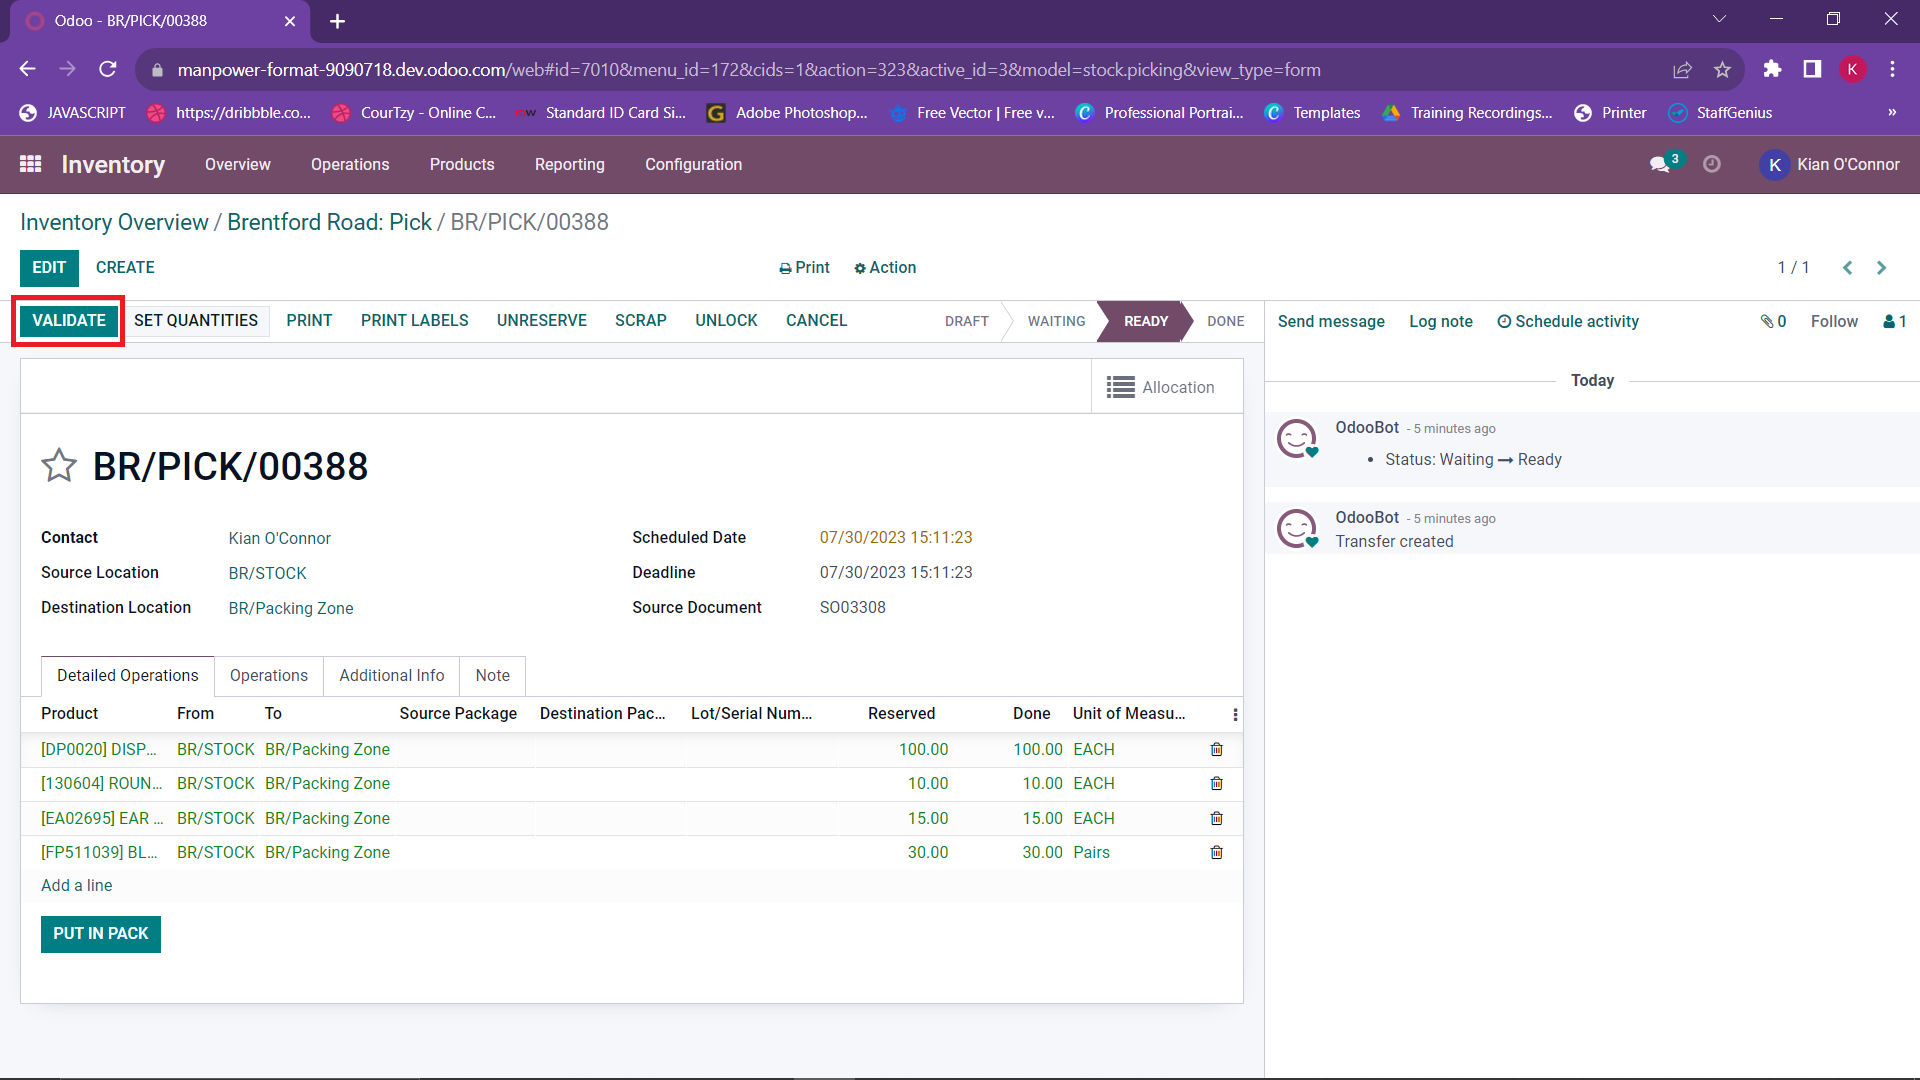 Odoo - BR/PICK/00388
manpower-format-9090718.dev.odoo.com/web#id=7010&menu_id=172&cids=1&action=323&active_id=3&model=stock.picking&view_type=form
K
JAVASCRIPT https://dribbble.co... CourTzy - Online C... Standard ID Card Si... Adobe Photoshop,... Free Vector | Free v... Professional Portrai... Templates Training Recordings... Printer StaffGenius »
Inventory Overview Operations Products Reporting Configuration 3 K Kian O'Connor
Inventory Overview / Brentford Road: Pick / BR/PICK/00388
EDIT CREATE Print Action 1 / 1
VALIDATE SET QUANTITIES PRINT PRINT LABELS UNRESERVE SCRAP UNLOCK CANCEL DRAFT WAITING READY DONE
Send message Log note Schedule activity 0 Follow 1
Allocation
Today
BR/PICK/00388
OdooBot - 5 minutes ago
• Status: Waiting → Ready
OdooBot - 5 minutes ago
Transfer created
Contact Kian O'Connor Scheduled Date 07/30/2023 15:11:23
Source Location BR/STOCK Deadline 07/30/2023 15:11:23
Destination Location BR/Packing Zone Source Document SO03308
Detailed Operations Operations Additional Info Note
Product From To Source Package Destination Pac... Lot/Serial Num... Reserved Done Unit of Measu...
[DP0020] DISP... BR/STOCK BR/Packing Zone 100.00 100.00 EACH
[130604] ROUN... BR/STOCK BR/Packing Zone 10.00 10.00 EACH
[EA02695] EAR ... BR/STOCK BR/Packing Zone 15.00 15.00 EACH
[FP511039] BL... BR/STOCK BR/Packing Zone 30.00 30.00 Pairs
Add a line
PUT IN PACK